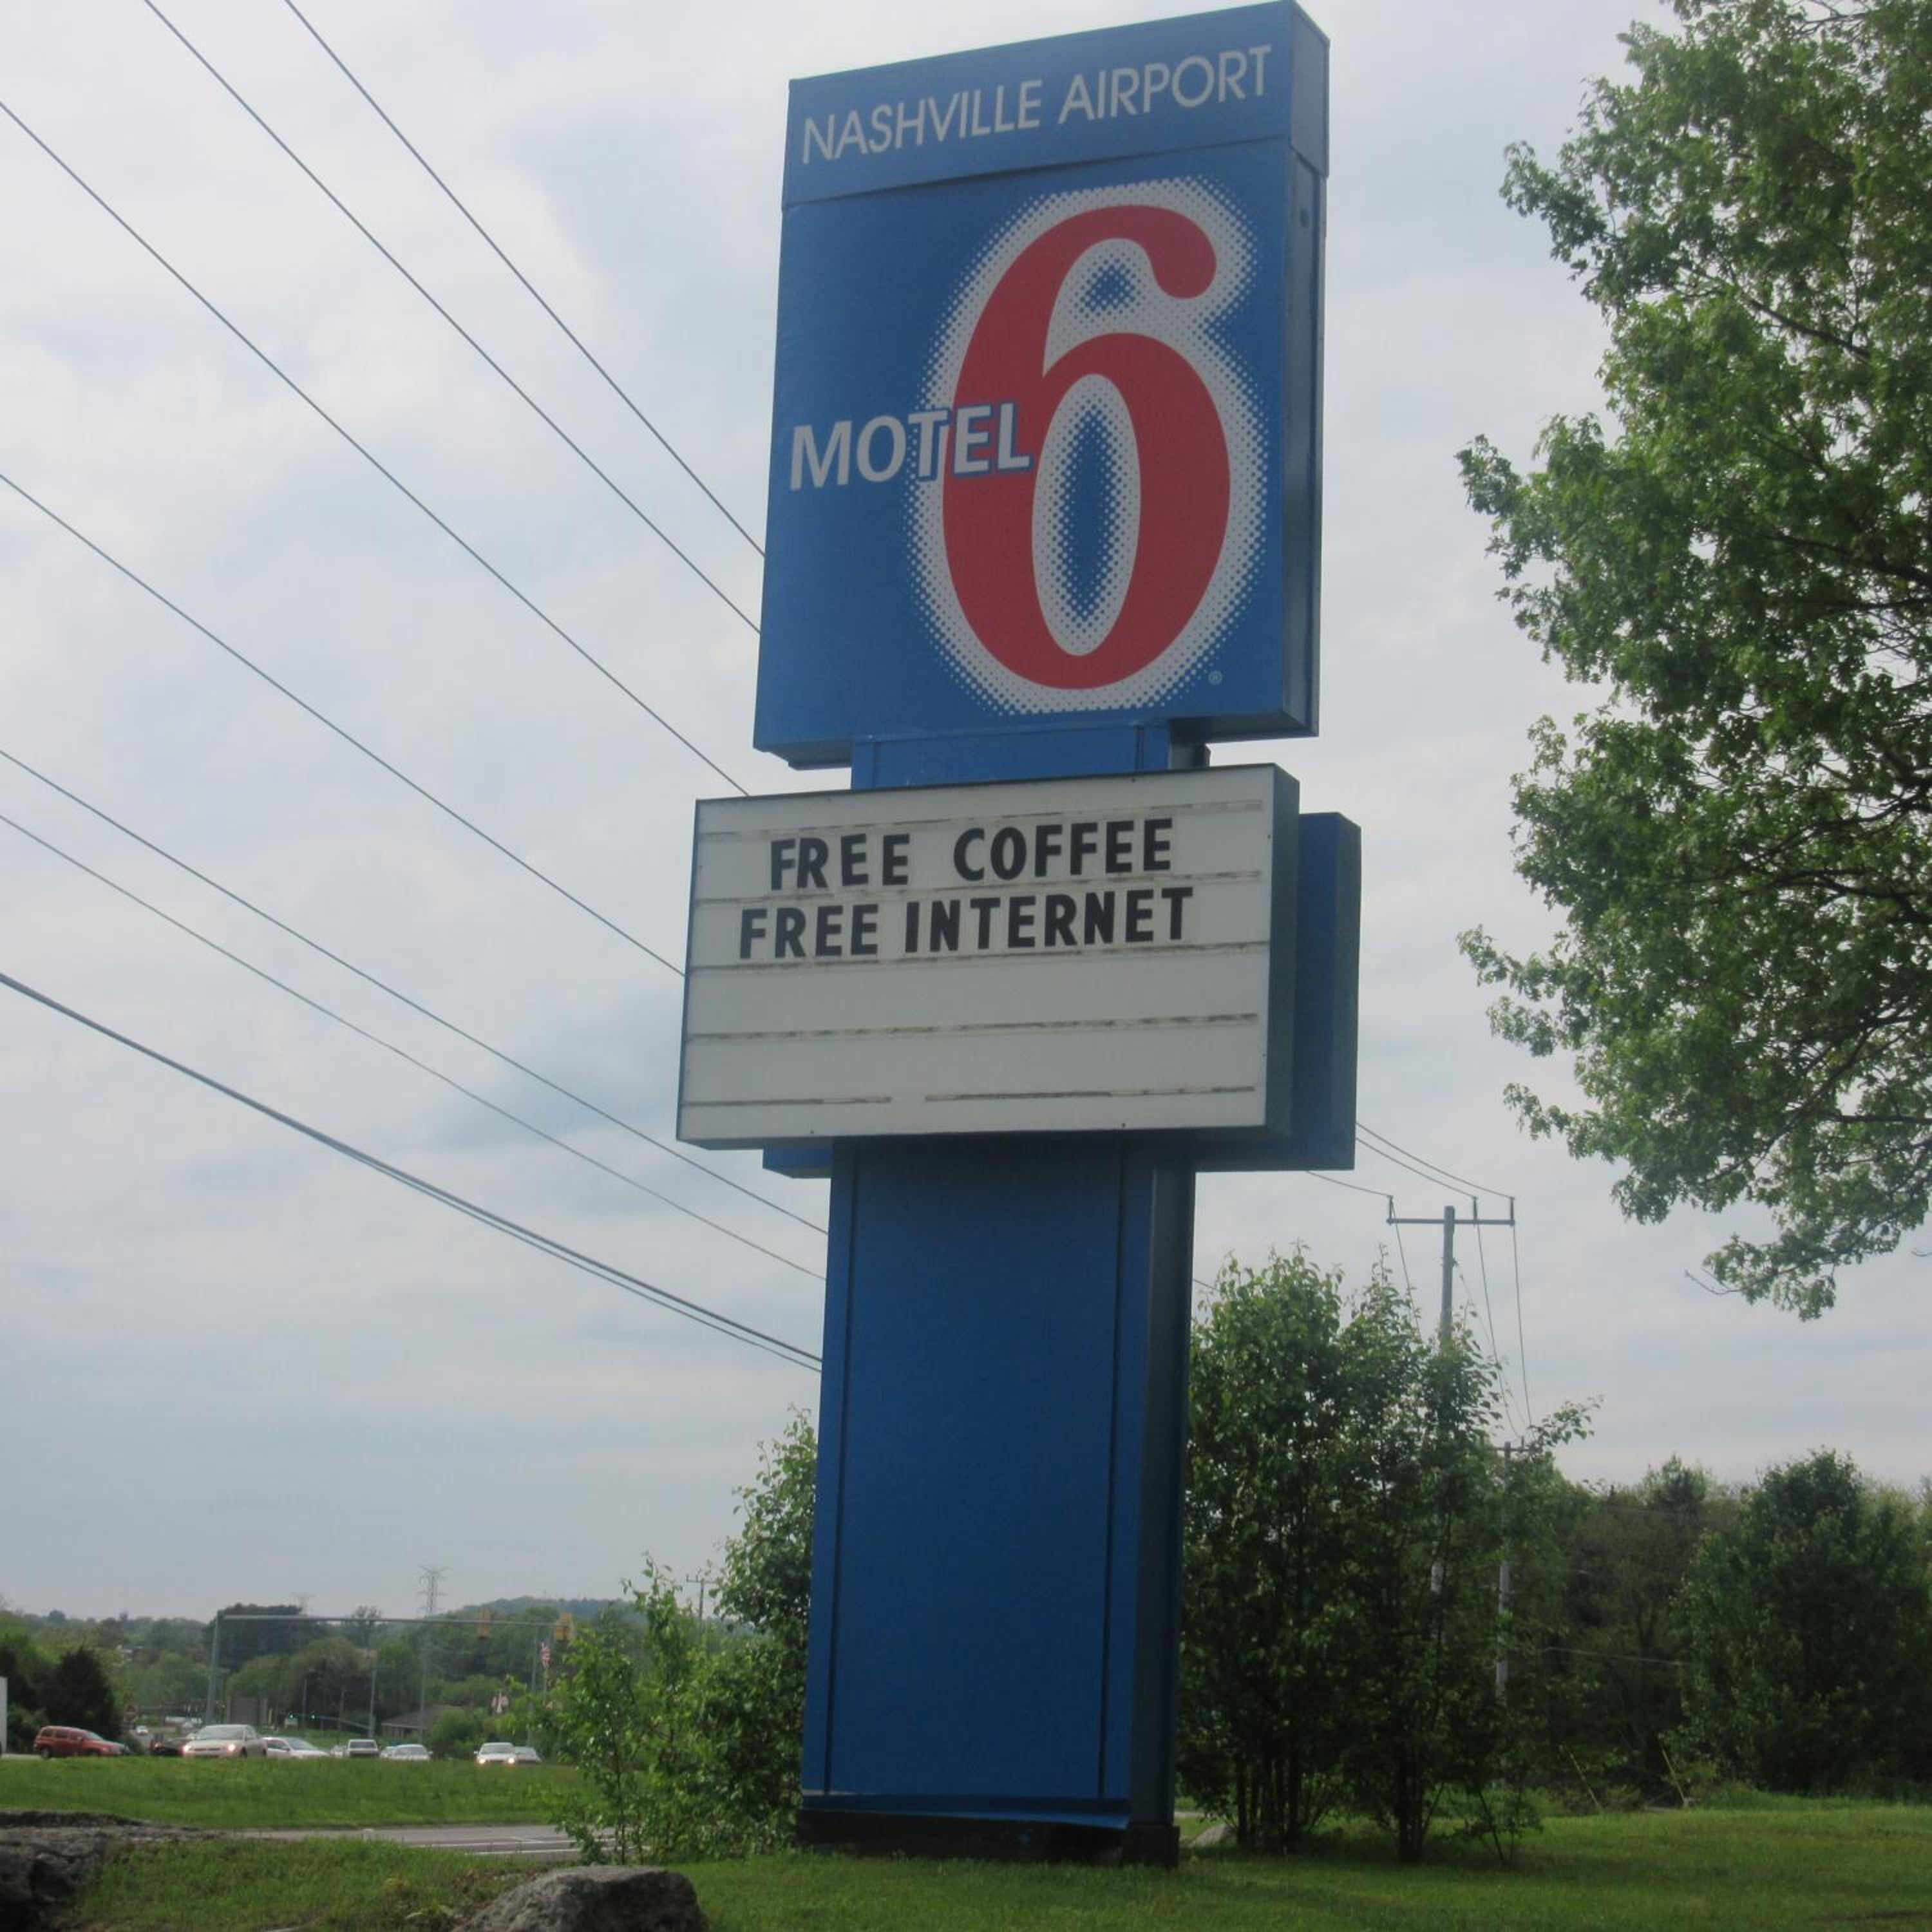 NASHVILLE AIRPORT
MOTEL 6
®
FREE COFFEE
FREE INTERNET